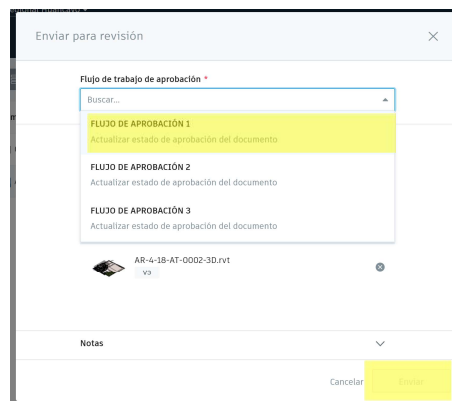 Enviar para revisión
Flujo de trabajo de aprobación *
Buscar...
FLUJO DE APROBACIÓN 1
Actualizar estado de aprobación del documento
FLUJO DE APROBACIÓN 2
Actualizar estado de aprobación del documento
FLUJO DE APROBACIÓN 3
Actualizar estado de aprobación del documento
AR-4-18-AT-0002-3D.rvt
Notas
Cancelar Enviar